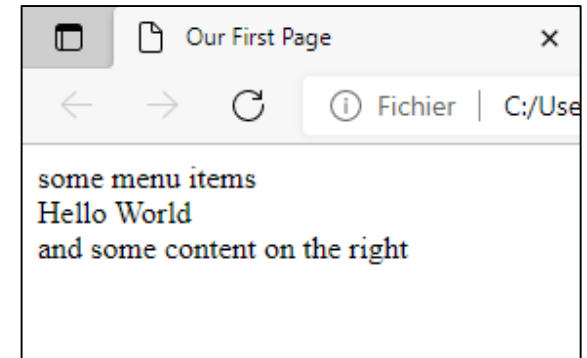 Our First Page
Fichier | C:/Use
some menu items
Hello World
and some content on the right